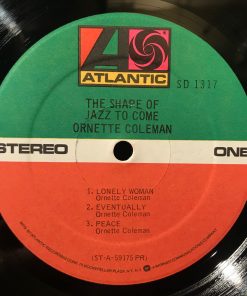 ATLANTIC
SD 1317
THE SHAPE OF
JAZZ TO COME
ORNETTE COLEMAN
STEREO
ONE
1. LONELY WOMAN
Ornette Coleman
2. EVENTUALLY
Ornette Coleman
3. PEACE
Ornette Coleman
(ST-A-59175 PR)